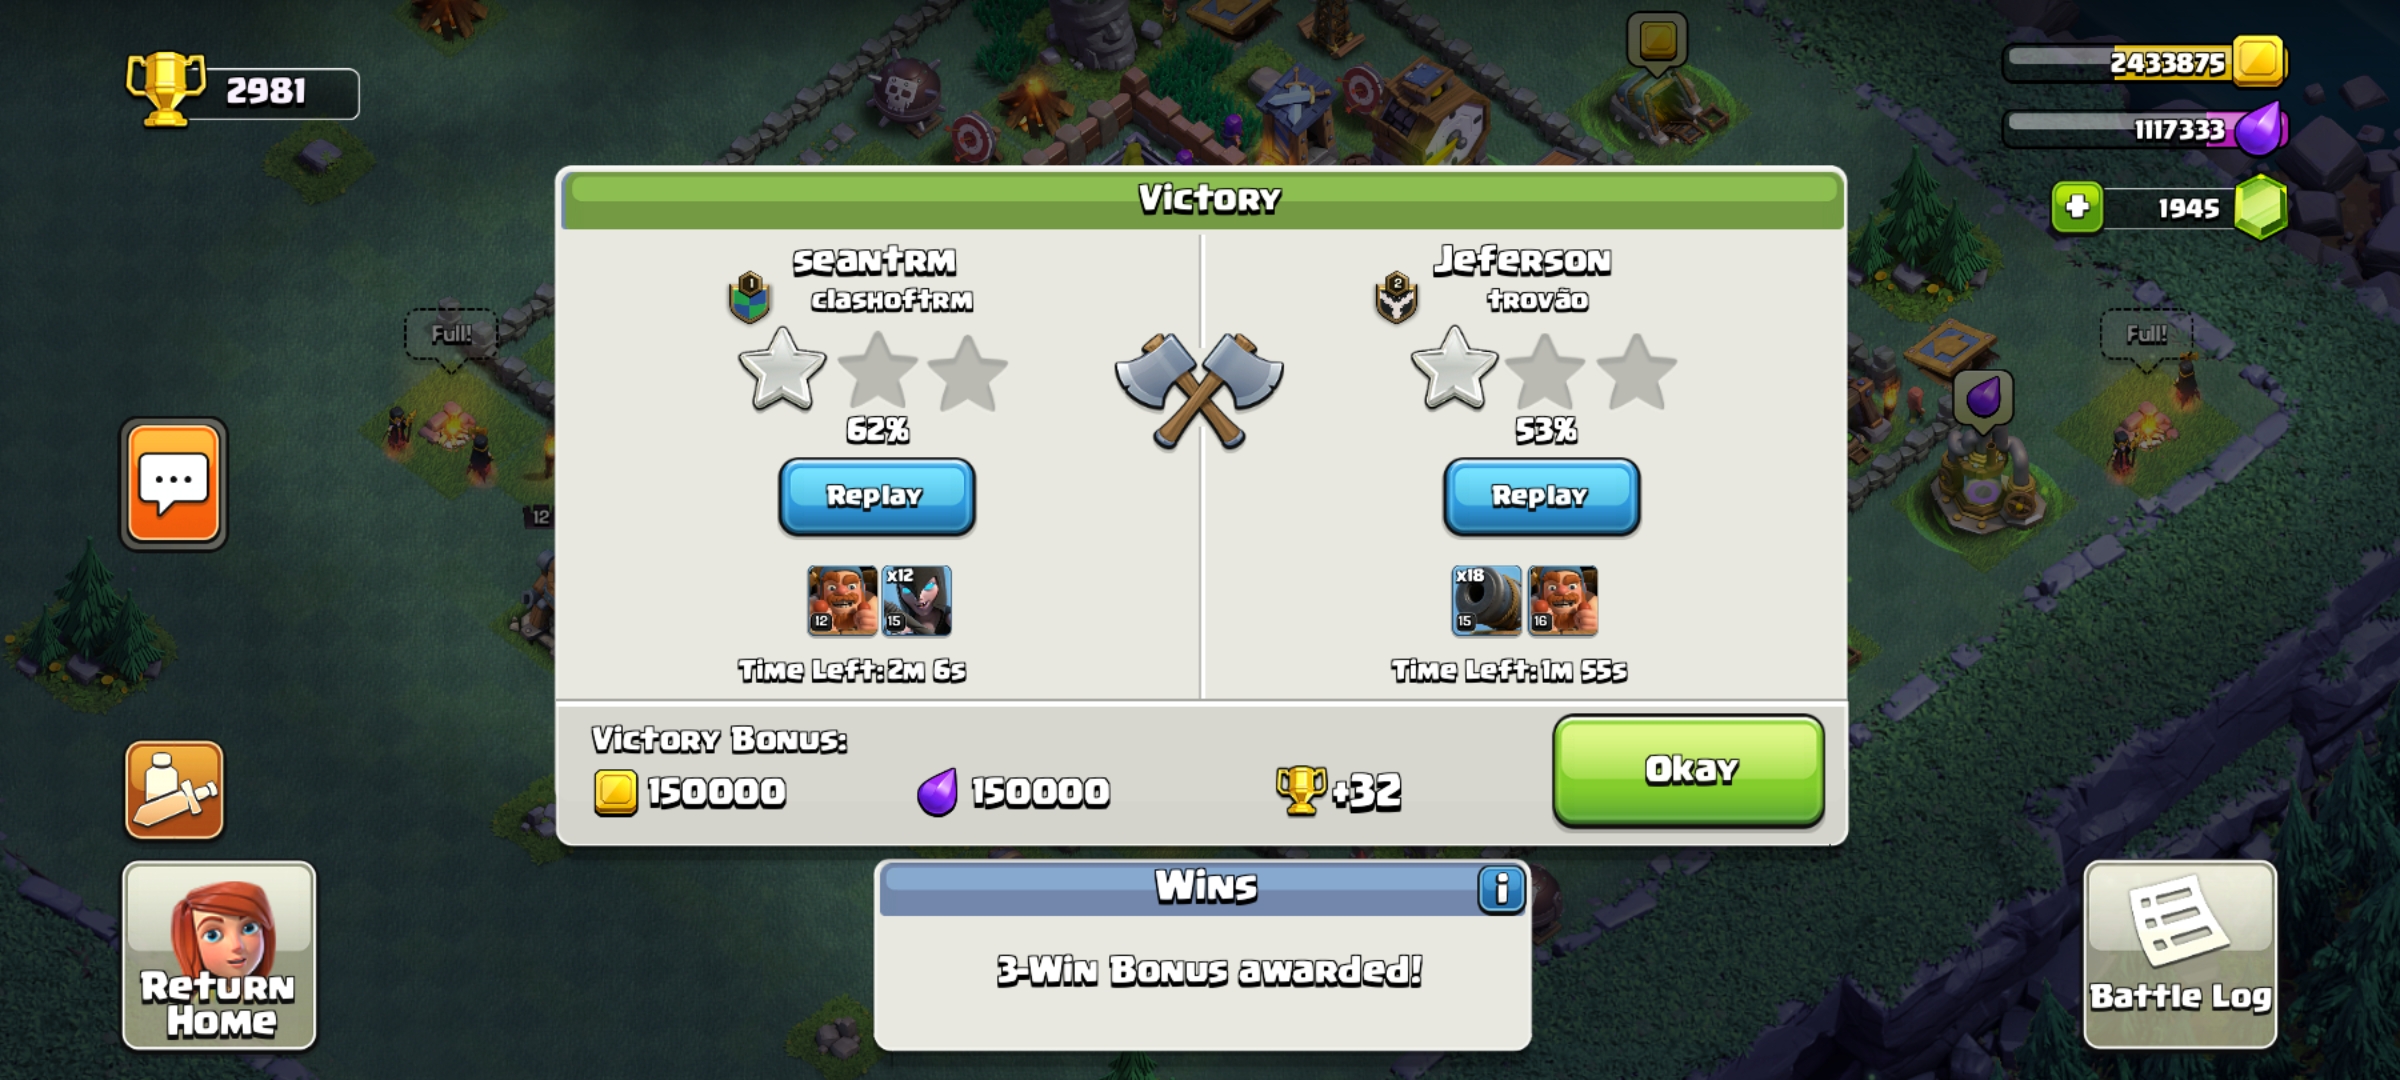 2981
2433875
1117333
1945
Victory
seantrm
clashoftrm
1
62%
Replay
12
x12
15
Time Left:2m 6s
Jeferson
trovão
2
53%
Replay
x18
15
16
Time Left:1m 55s
Full!
Full!
12
Victory Bonus:
150000
150000
+32
Okay
Wins
i
3-Win Bonus awarded!
Return
Home
Battle Log